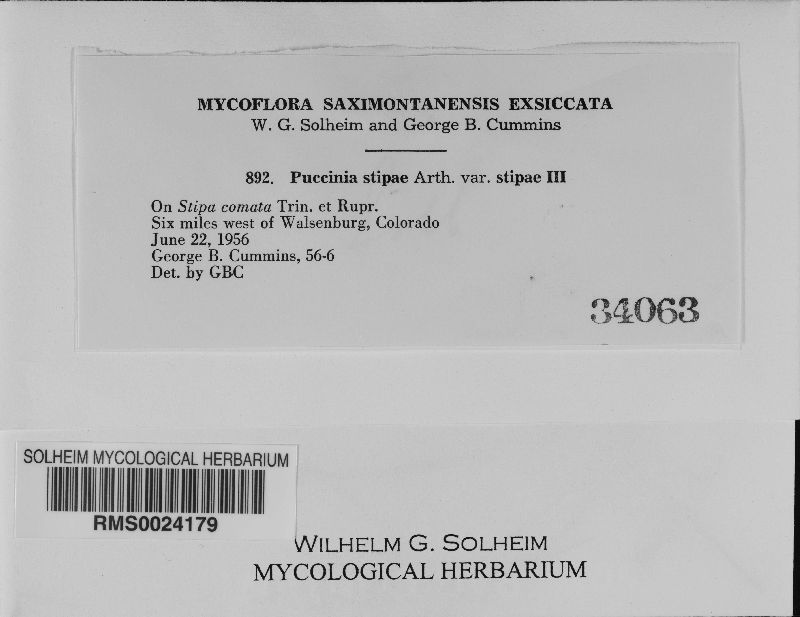 MYCOFLORA SAXIMONTANENSIS EXSICCATA
W. G. Solheim and George B. Cummins
892. Puccinia stipae Arth. var. stipae III
On Stipa comata Trin. et Rupr.
Six miles west of Walsenburg, Colorado
June 22, 1956
George B. Cummins, 56-6
Det. by GBC
34063
SOLHEIM MYCOLOGICAL HERBARIUM
RMS0024179
WILHELM G. SOLHEIM
MYCOLOGICAL HERBARIUM